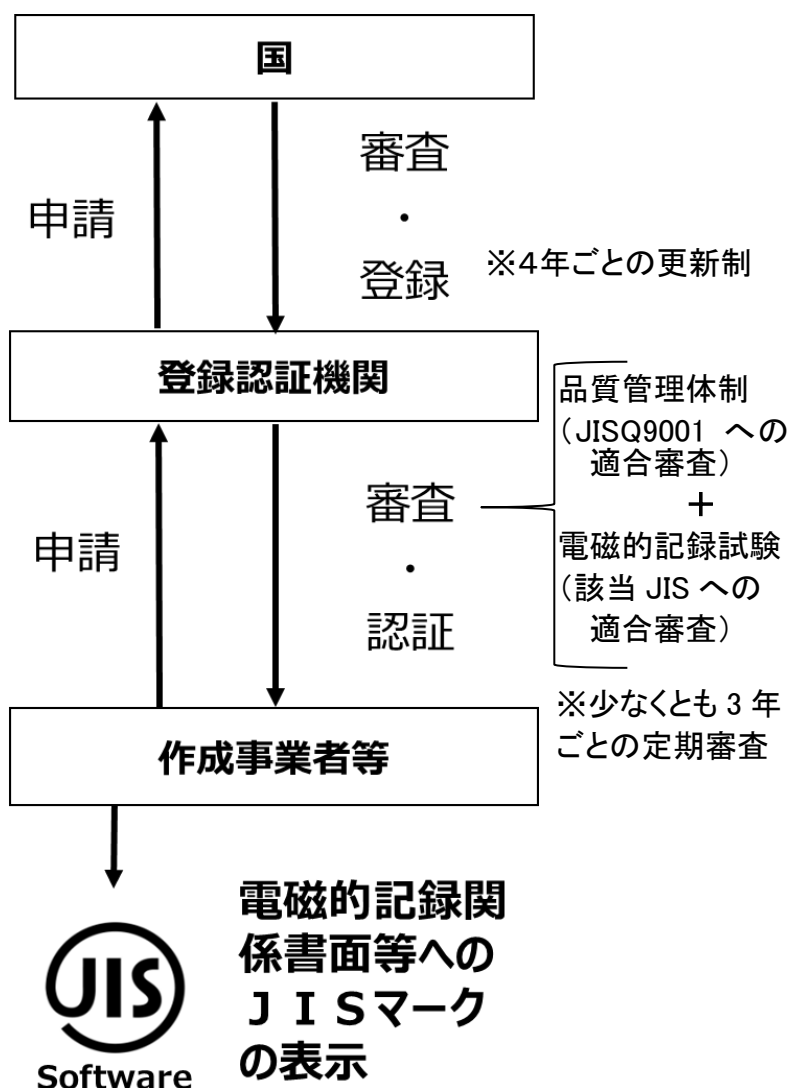 国
申請
審査
・
登録
※4年ごとの更新制
登録認証機関
申請
審査
・
認証
品質管理体制
（JISQ9001 への
適合審査）
＋
電磁的記録試験
（該当 JIS への
適合審査）
※少なくとも 3 年
ごとの定期審査
作成事業者等
JIS
Software
電磁的記録関
係書面等への
ＪＩＳマーク
の表示